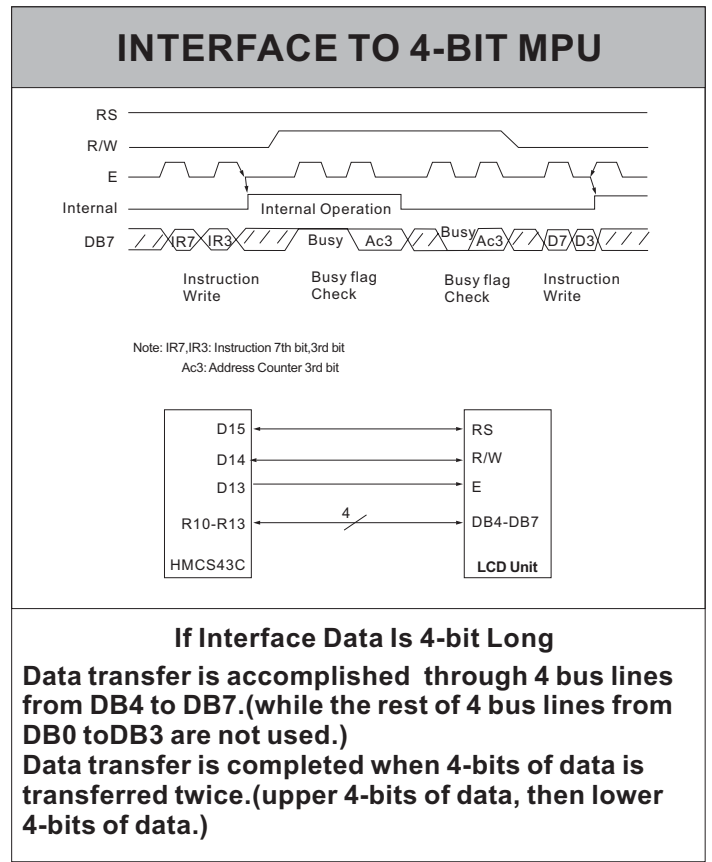 INTERFACE TO 4-BIT MPU
RS
R/W
E
Internal Internal Operation
DB7 IR7 IR3 Busy Ac3 Busy Ac3 D7 D3
Instruction Busy flag Busy flag Instruction
Write Check Check Write
Note: IR7,IR3: Instruction 7th bit,3rd bit
Ac3: Address Counter 3rd bit
D15 RS
D14 R/W
D13 E
R10-R13 4 DB4-DB7
HMCS43C LCD Unit
If Interface Data Is 4-bit Long
Data transfer is accomplished through 4 bus lines
from DB4 to DB7.(while the rest of 4 bus lines from
DB0 toDB3 are not used.)
Data transfer is completed when 4-bits of data is
transferred twice.(upper 4-bits of data, then lower
4-bits of data.)